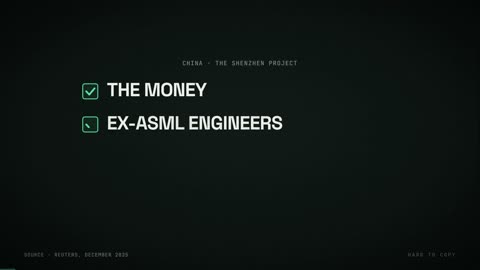 CHINA · THE SHENZHEN PROJECT
THE MONEY
EX-ASML ENGINEERS
SOURCE · REUTERS, DECEMBER 2025
HARD TO COPY